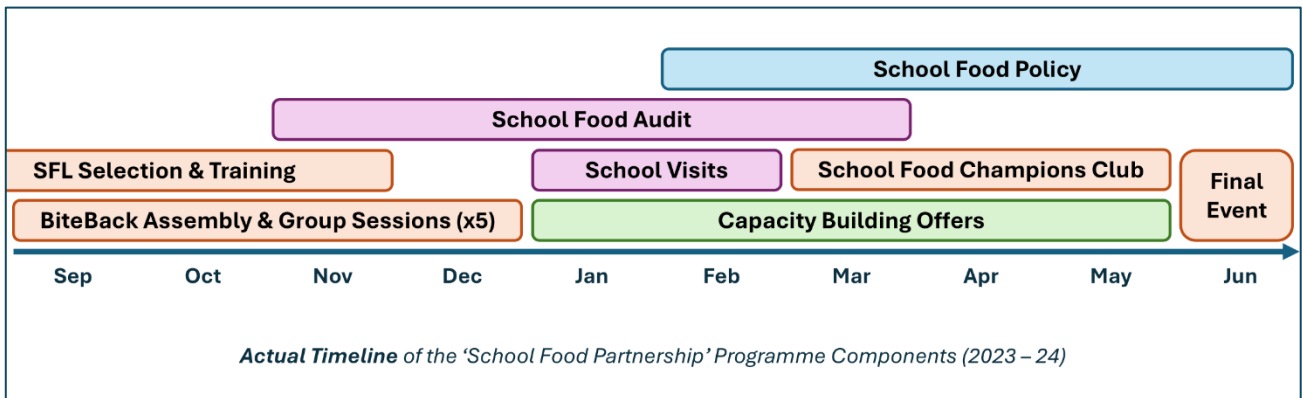 School Food Policy
School Food Audit
SFL Selection & Training
School Visits
School Food Champions Club
Final
Event
BiteBack Assembly & Group Sessions (x5)
Capacity Building Offers
Sep Oct Nov Dec Jan Feb Mar Apr May Jun
Actual Timeline of the ‘School Food Partnership’ Programme Components (2023 – 24)